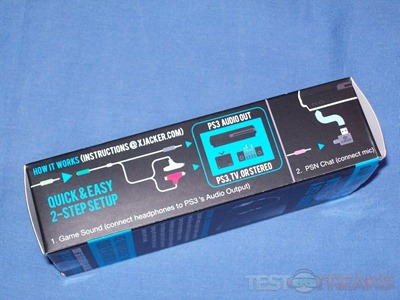 HOW IT WORKS (INSTRUCTIONS @ XJACKER.COM)
PS3 AUDIO OUT
PS3, TV, OR STEREO
QUICK & EASY
2-STEP SETUP
1. Game Sound (connect headphones to PS3's Audio Output)
2. PSN Chat (connect mic)
TESTFREAKS